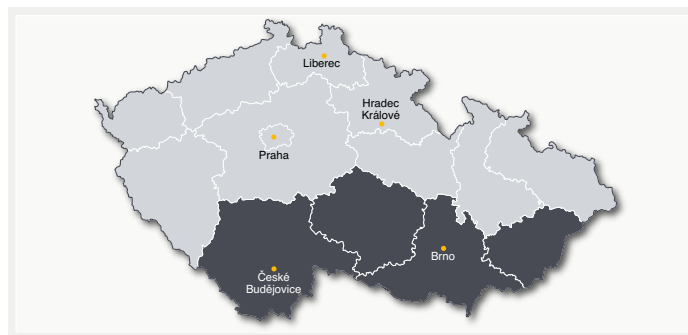 Liberec
Hradec
Králové
Praha
Brno
České
Budějovice